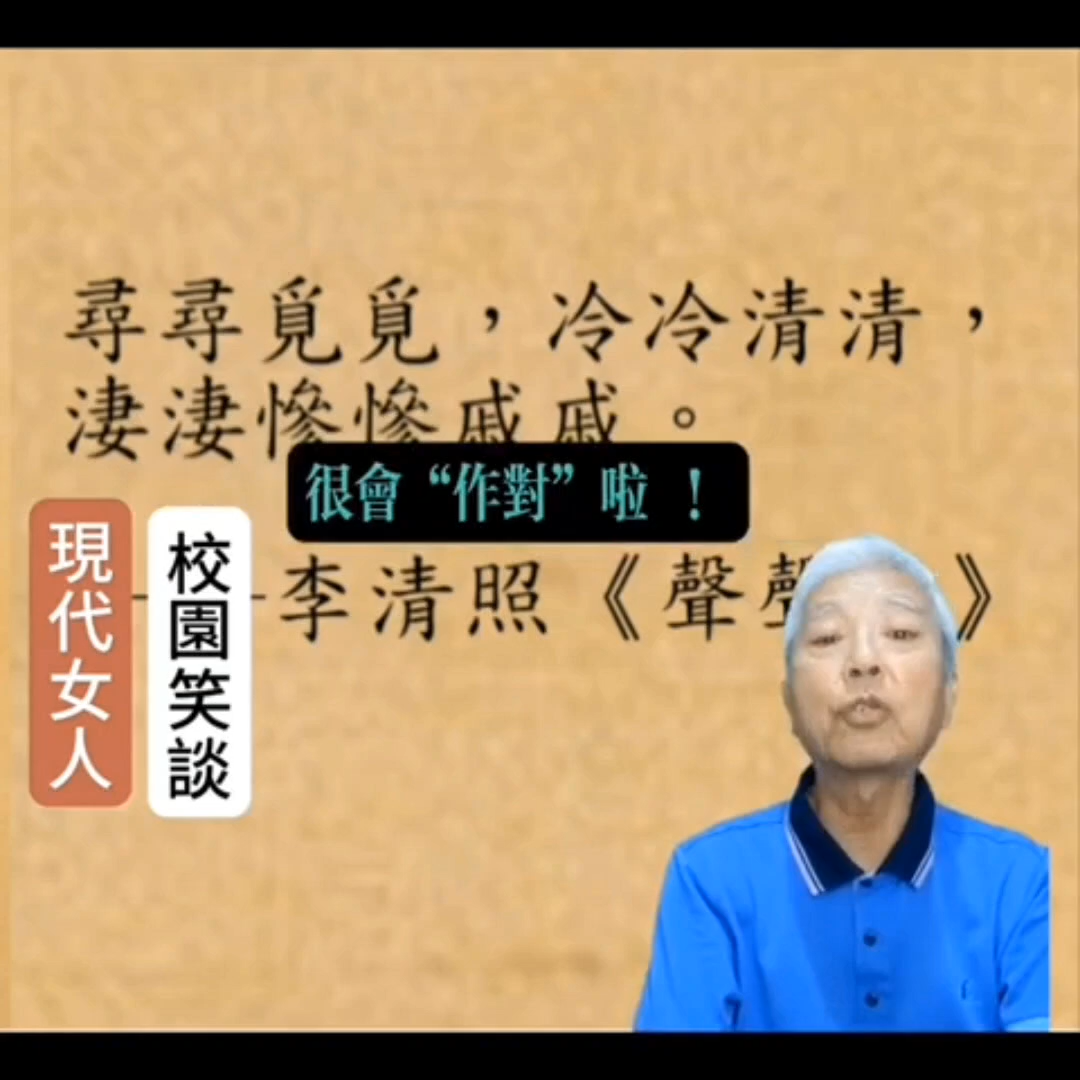 尋尋覓覓，冷冷清清，
淒淒慘慘戚戚。
很會“作對”啦 ！
李清照《聲聲》
現代女人
校園笑談